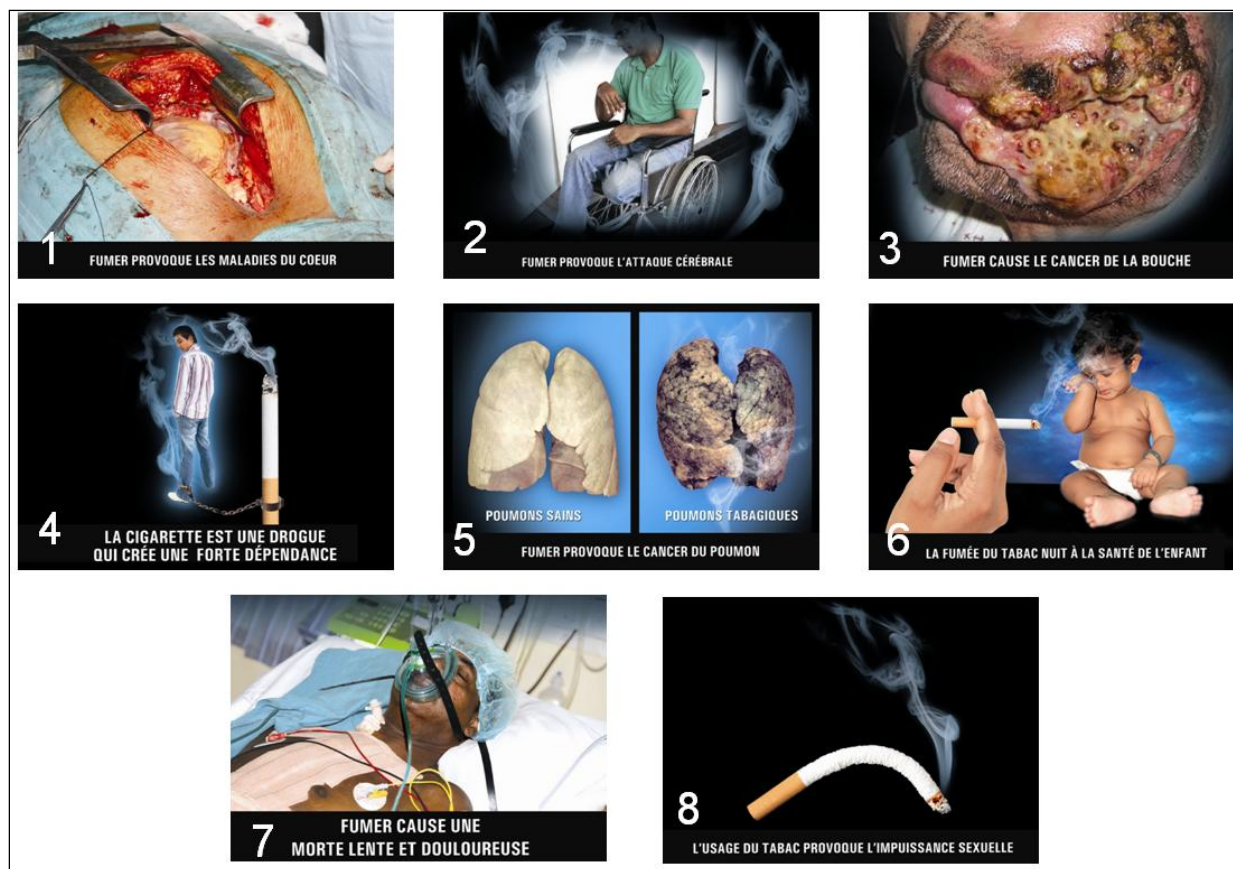 1
FUMER PROVOQUE LES MALADIES DU COEUR
2
FUMER PROVOQUE L'ATTAQUE CÉRÉBRALE
3
FUMER CAUSE LE CANCER DE LA BOUCHE
4
LA CIGARETTE EST UNE DROGUE
QUI CRÉE UNE FORTE DÉPENDANCE
POUMONS SAINS
POUMONS TABAGIQUES
5
FUMER PROVOQUE LE CANCER DU POUMON
6
LA FUMÉE DU TABAC NUIT À LA SANTÉ DE L'ENFANT
7
FUMER CAUSE UNE
MORTE LENTE ET DOULOUREUSE
8
L'USAGE DU TABAC PROVOQUE L'IMPUISSANCE SEXUELLE